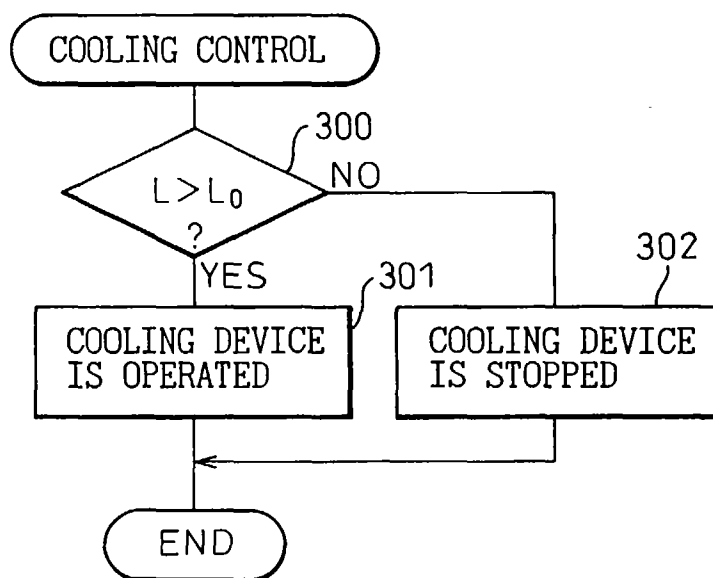 COOLING CONTROL
300
L>L₀
?
NO
YES
301
302
COOLING DEVICE
IS OPERATED
COOLING DEVICE
IS STOPPED
END